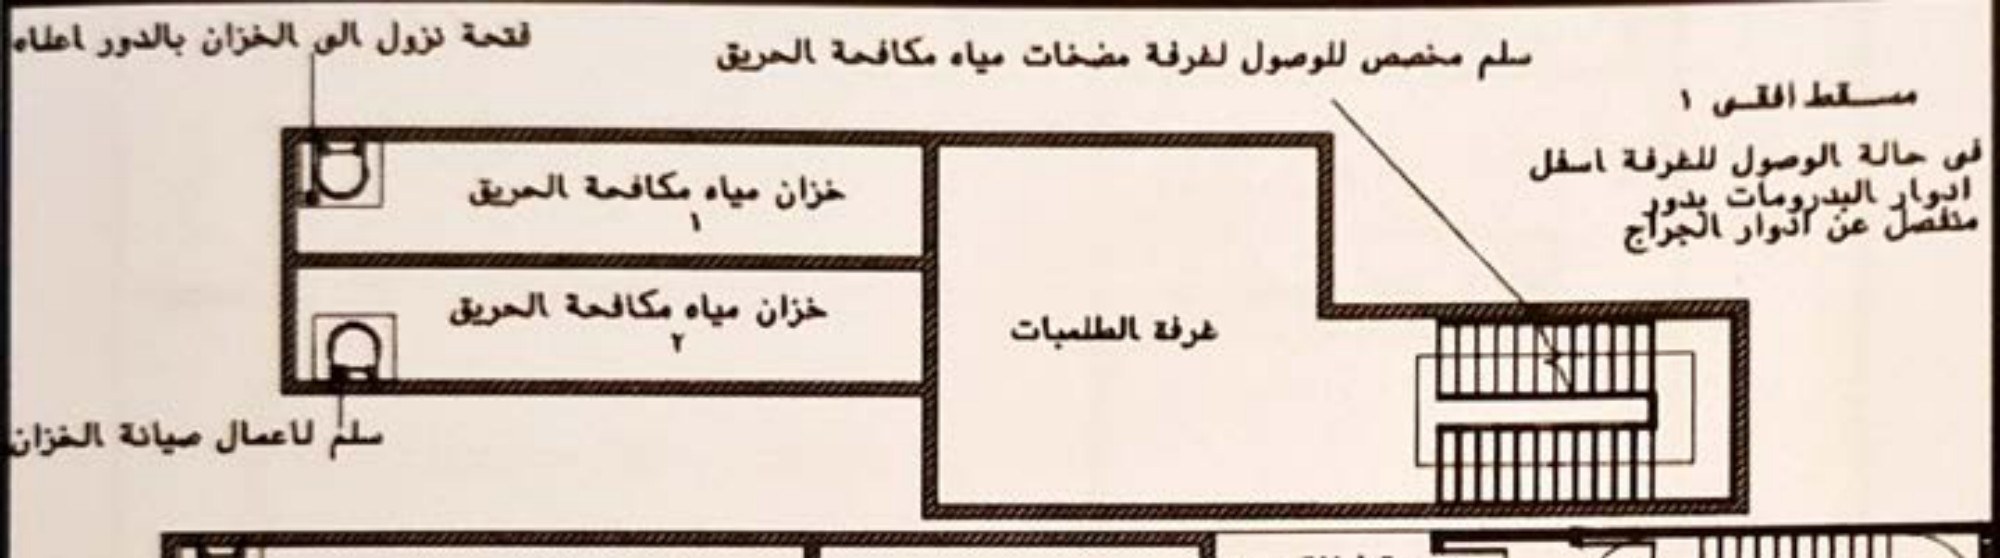 فتحة نزول الى الخزان بالدور اعلاه
سلم مخصص للوصول لغرفة مضخات مياه مكافحة الحريق
مسقط أفقى ١
فى حالة الوصول للغرفة اسفل
ادوار البدرومات بدور
منفصل عن ادوار الجراج
خزان مياه مكافحة الحريق
١
خزان مياه مكافحة الحريق
٢
غرفة الطلمبات
سلم لاعمال صيانة الخزان